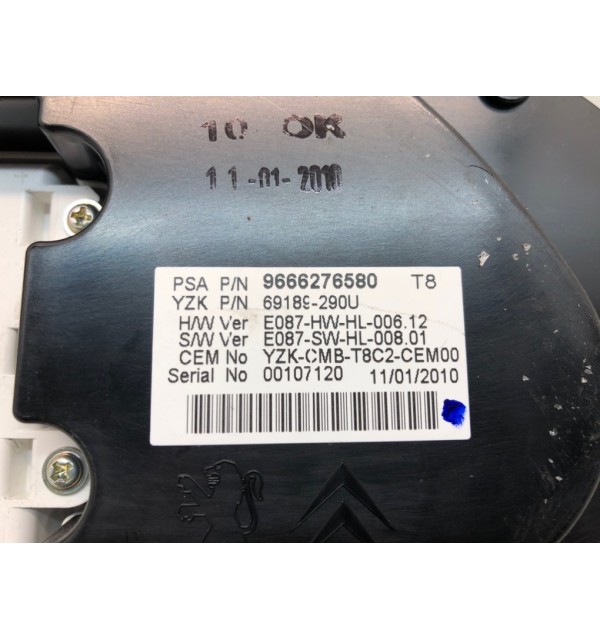 10 OK
11-01-2010
PSA P/N 9666276580 T8
YZK P/N 69189-290U
H/W Ver E087-HW-HL-006.12
S/W Ver E087-SW-HL-008.01
CEM No YZK-CMB-T8C2-CEM00
Serial No 00107120 11/01/2010